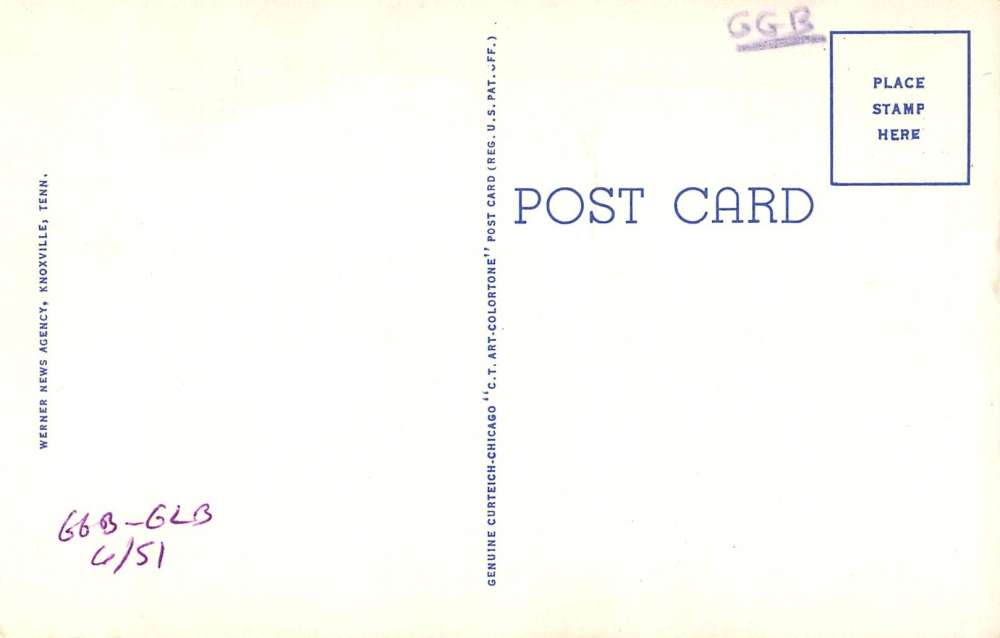 GGB
PLACE
STAMP
HERE
POST CARD
WERNER NEWS AGENCY, KNOXVILLE, TENN.
GENUINE CURTEICH-CHICAGO "C.T. ART-COLORTONE" POST CARD (REG. U.S. PAT. OFF.)
GGB-GLB
6/51